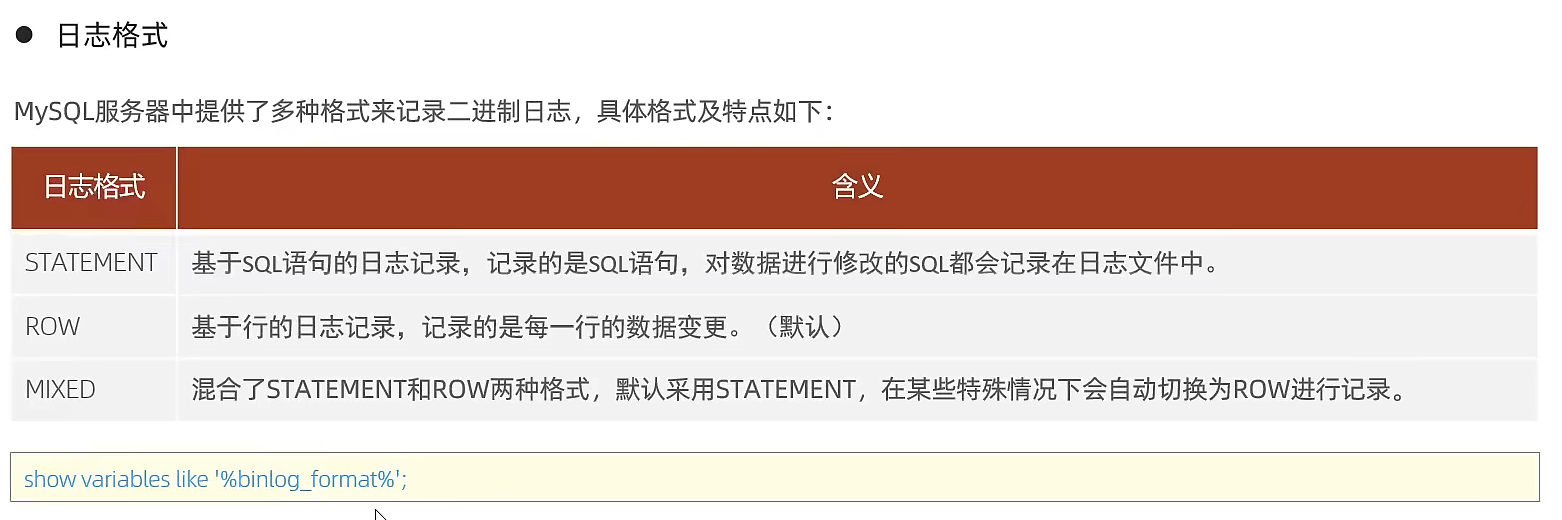 ● 日志格式
MySQL服务器中提供了多种格式来记录二进制日志，具体格式及特点如下：
日志格式 含义
STATEMENT 基于SQL语句的日志记录，记录的是SQL语句，对数据进行修改的SQL都会记录在日志文件中。
ROW 基于行的日志记录，记录的是每一行的数据变更。（默认）
MIXED 混合了STATEMENT和ROW两种格式，默认采用STATEMENT，在某些特殊情况下会自动切换为ROW进行记录。
show variables like '%binlog_format%';